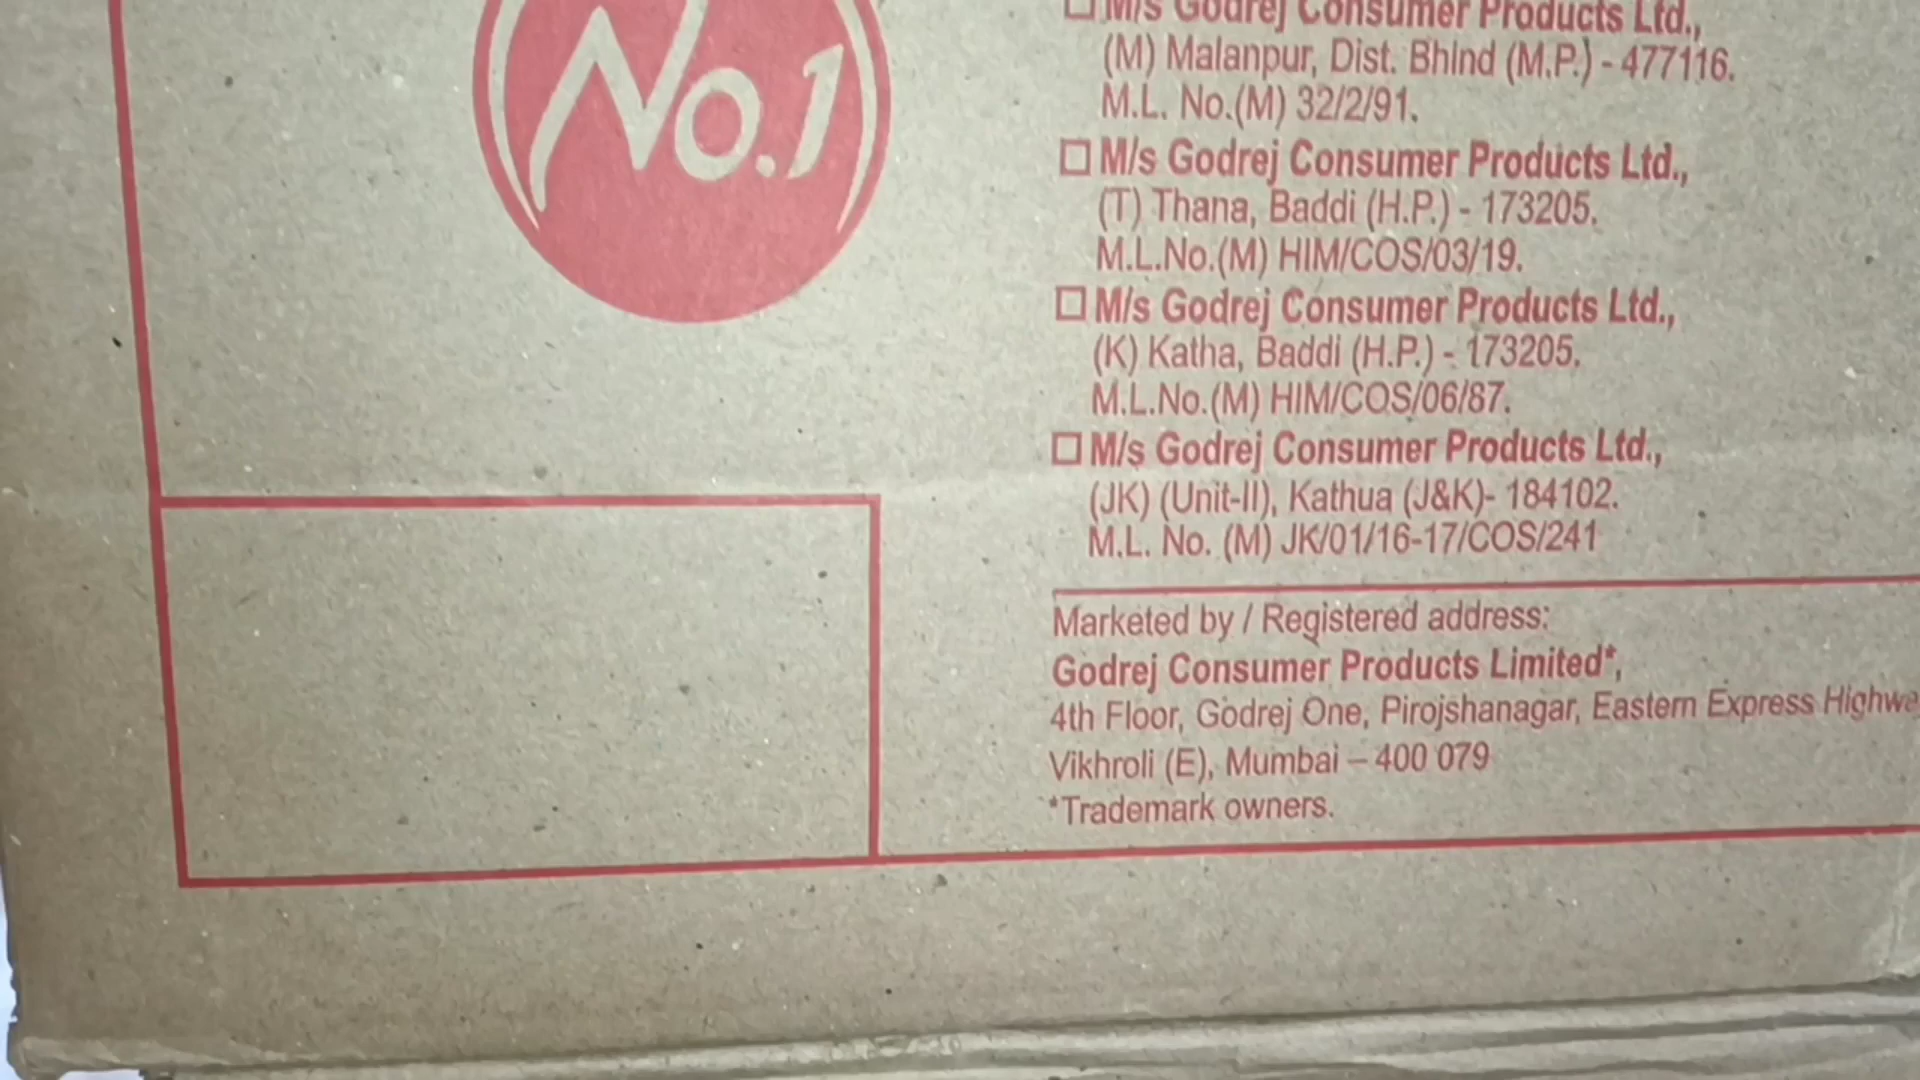 No.1
M/s Godrej Consumer Products Ltd.,
(M) Malanpur, Dist. Bhind (M.P.) - 477116.
M.L. No.(M) 32/2/91.
M/s Godrej Consumer Products Ltd.,
(T) Thana, Baddi (H.P.) - 173205.
M.L.No.(M) HIM/COS/03/19.
M/s Godrej Consumer Products Ltd.,
(K) Katha, Baddi (H.P.) - 173205.
M.L.No.(M) HIM/COS/06/87.
M/s Godrej Consumer Products Ltd.,
(JK) (Unit-II), Kathua (J&K)- 184102.
M.L. No. (M) JK/01/16-17/COS/241
Marketed by / Registered address:
Godrej Consumer Products Limited*,
4th Floor, Godrej One, Pirojshanagar, Eastern Express Highwa
Vikhroli (E), Mumbai – 400 079
*Trademark owners.